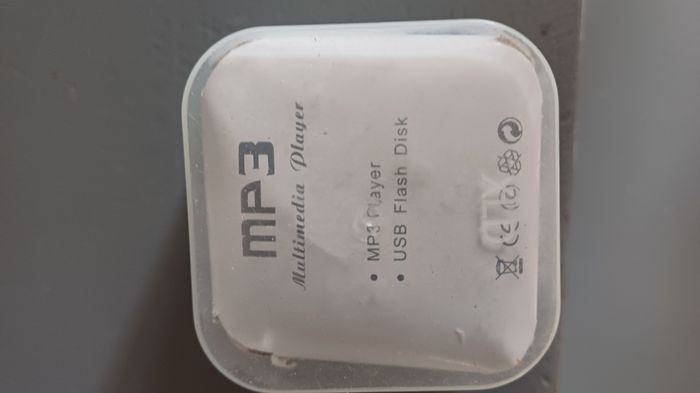 MP3
Multimedia Player
• MP3 Player
• USB Flash Disk